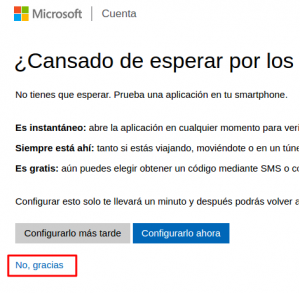 Microsoft | Cuenta
¿Cansado de esperar por los
No tienes que esperar. Prueba una aplicación en tu smartphone.
Es instantáneo: abre la aplicación en cualquier momento para veri
Siempre está ahí: tanto si estás viajando, moviéndote o en un túne
Es gratis: aún puedes elegir obtener un código mediante SMS o co
Configurar esto solo te llevará un minuto y después podrás volver a
Configurarlo más tarde Configurarlo ahora
No, gracias